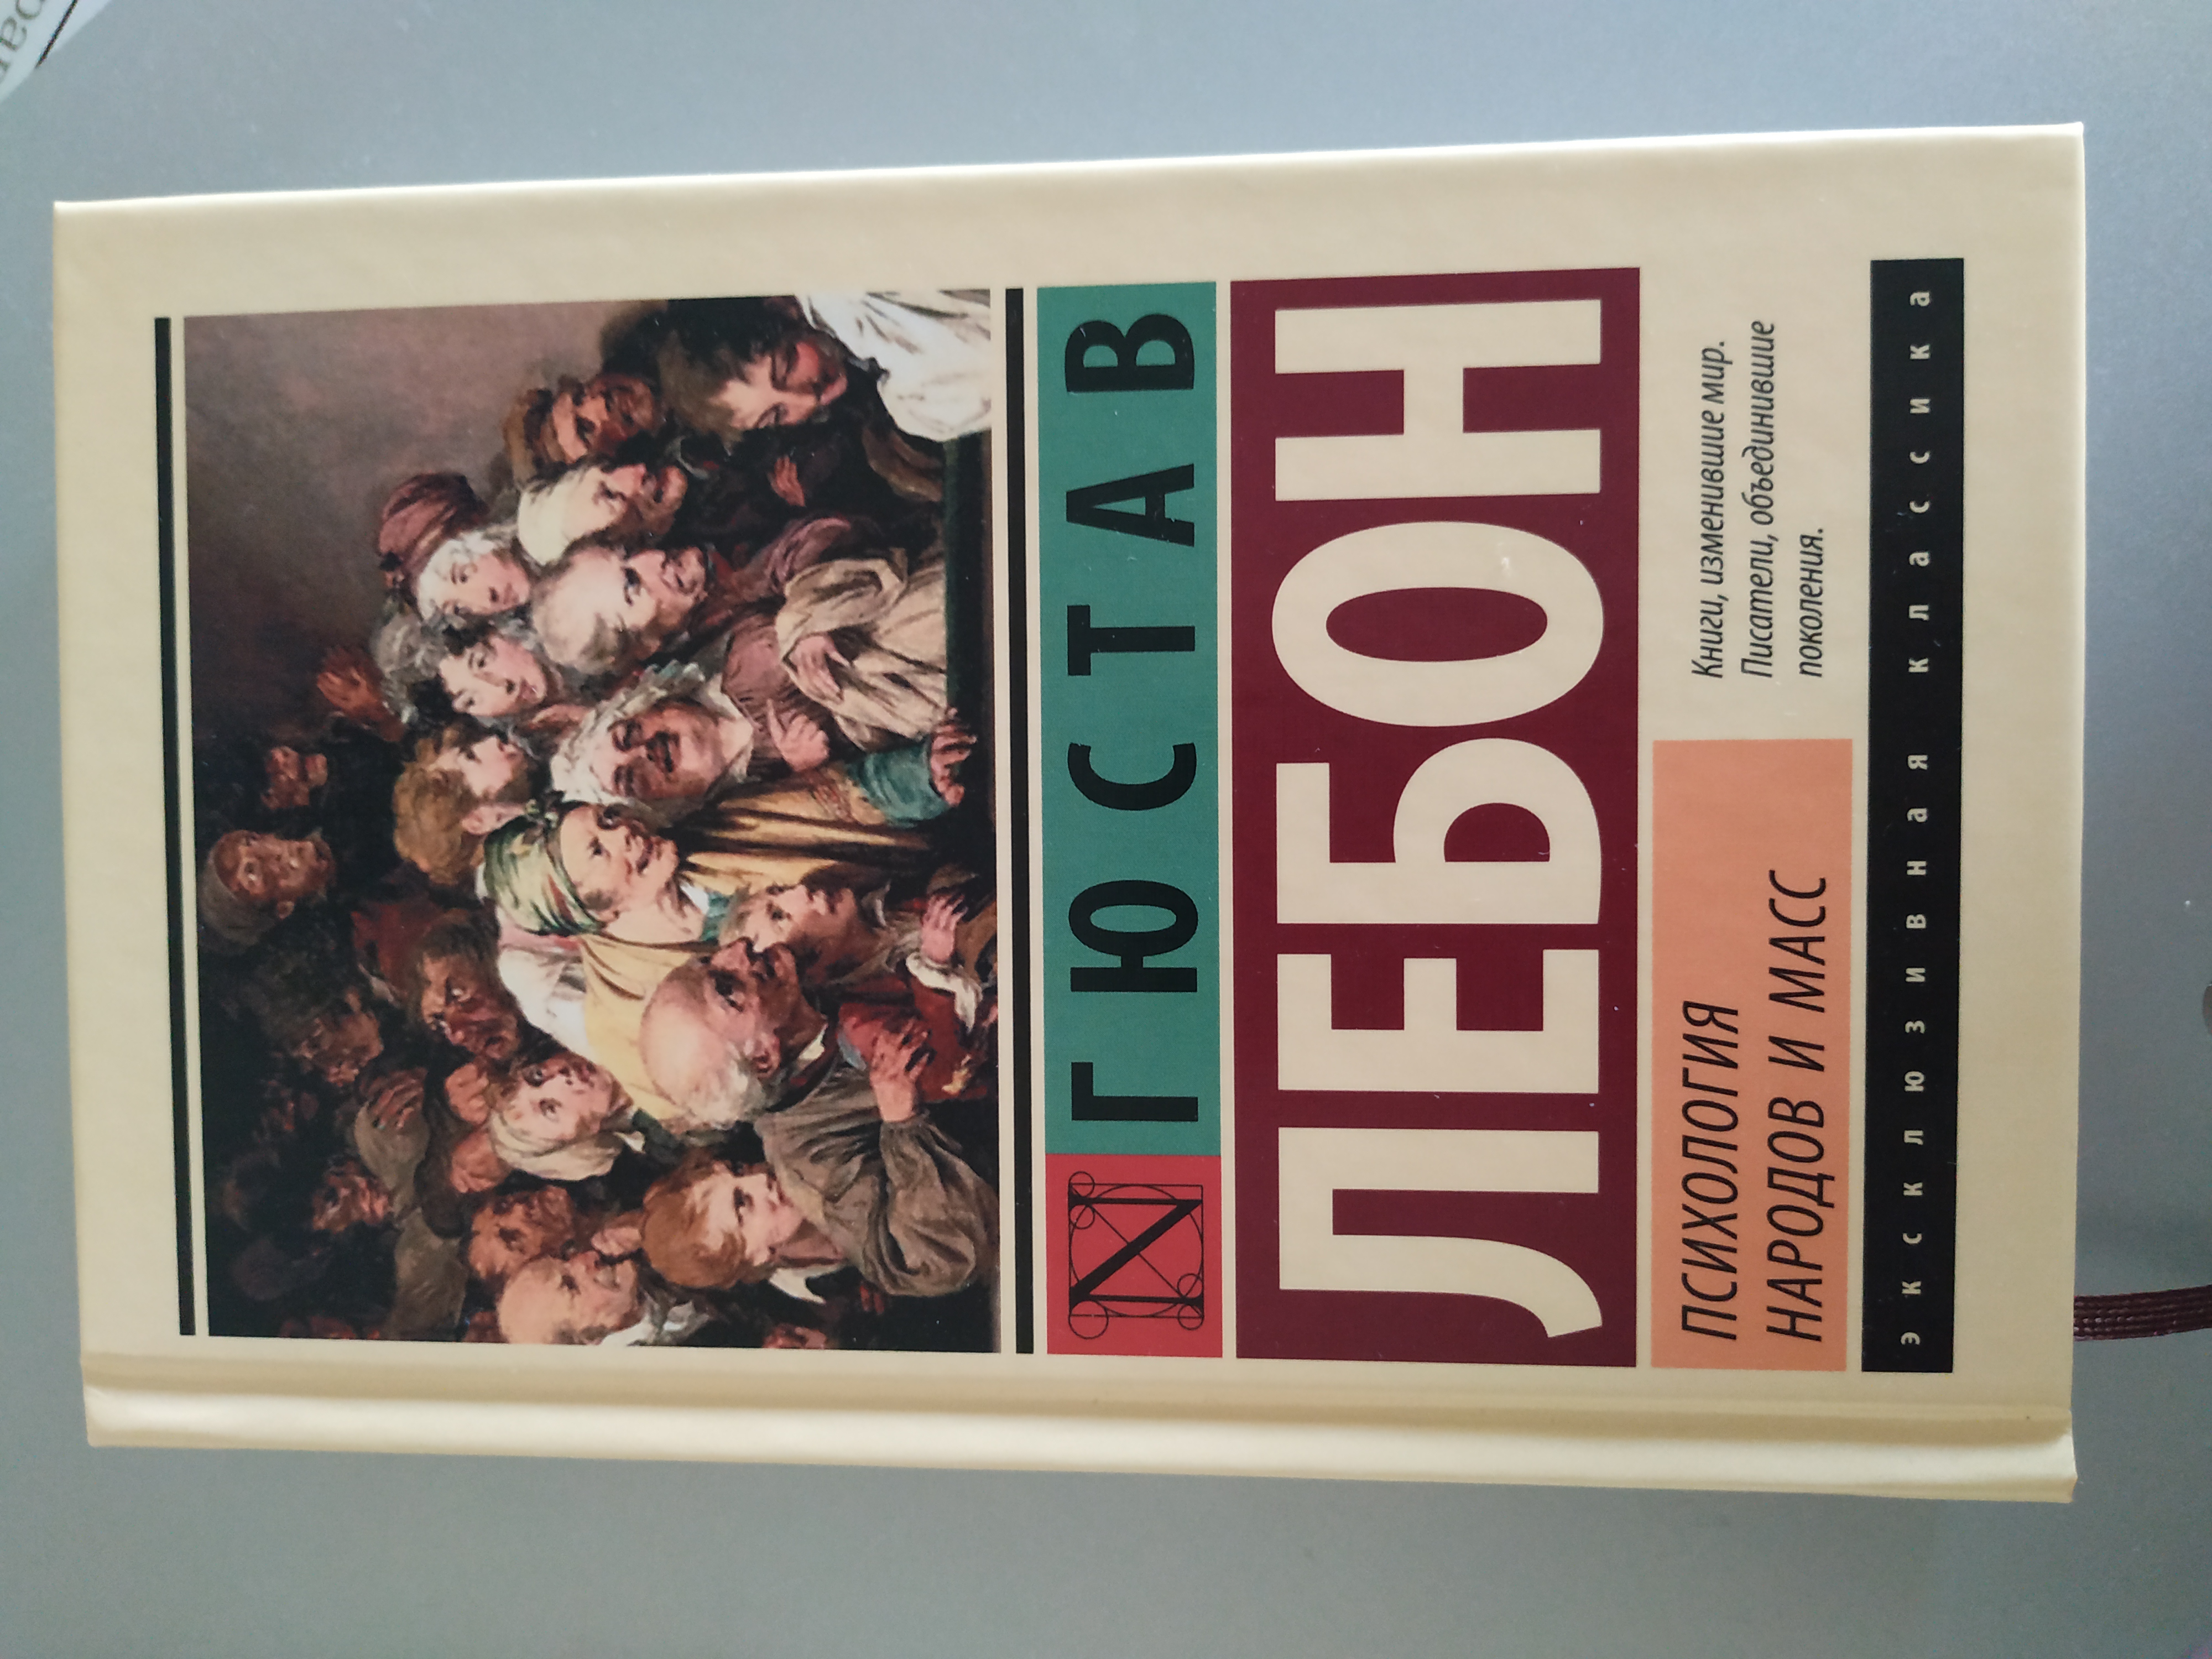 ГЮСТАВ
ЛЕБОН
ПСИХОЛОГИЯ
НАРОДОВ И МАСС
Книги, изменившие мир.
Писатели, объединившие
поколения.
эксклюзивная классика